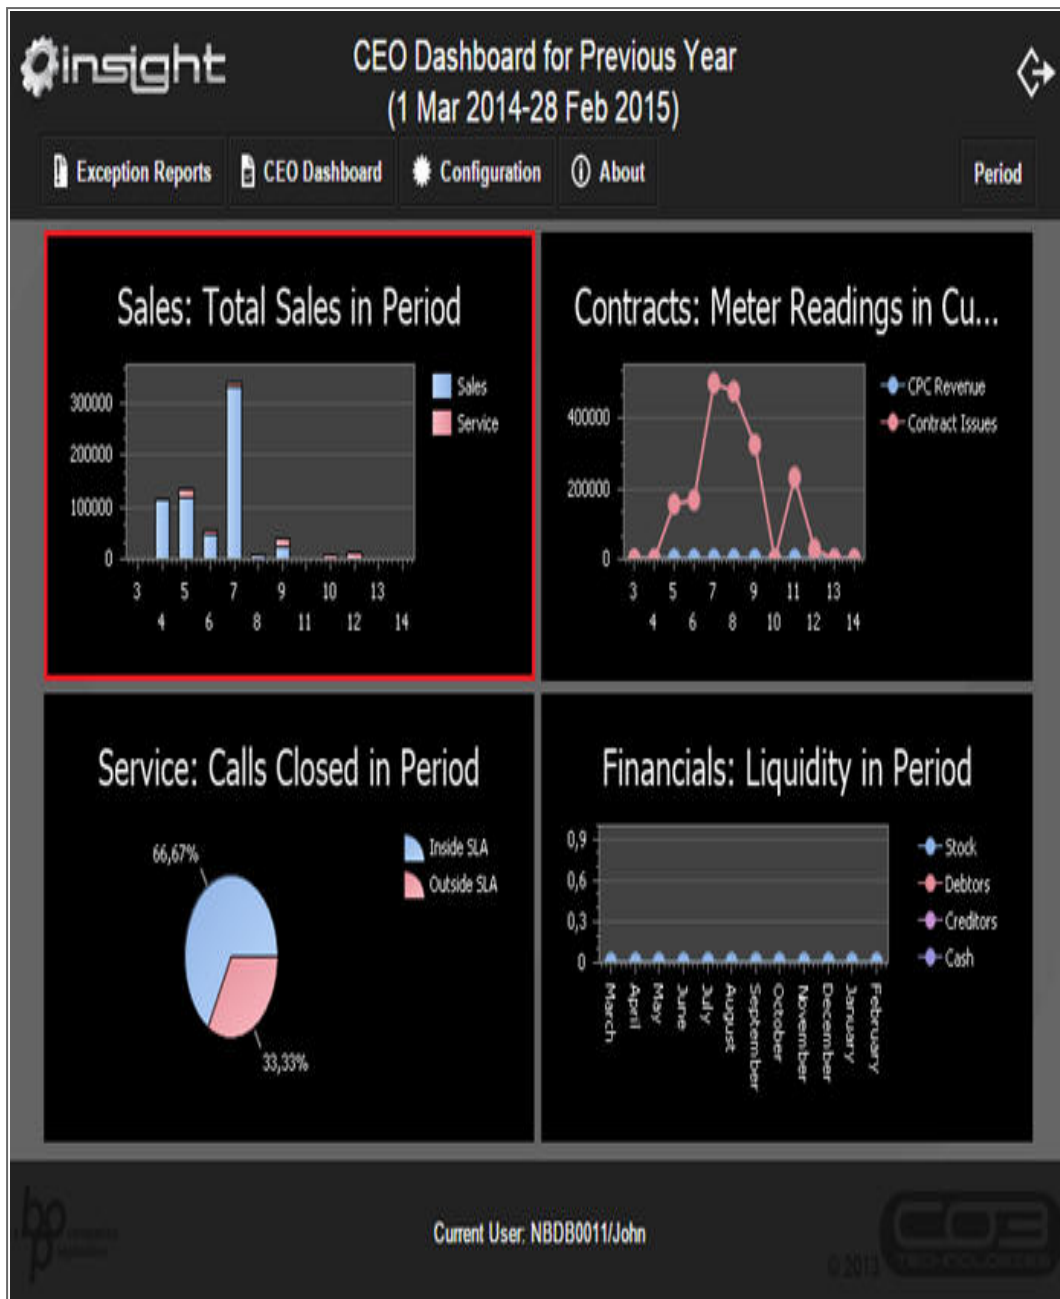 insight
CEO Dashboard for Previous Year
(1 Mar 2014-28 Feb 2015)
Exception Reports
CEO Dashboard
Configuration
About
Period
Sales: Total Sales in Period
300000
200000
100000
0
3 5 7 9 10 13
4 6 8 11 12 14
Sales
Service
Contracts: Meter Readings in Cu...
400000
200000
0
3 5 7 9 11 13
4 6 8 10 12 14
CPC Revenue
Contract Issues
Service: Calls Closed in Period
66,67%
33,33%
Inside SLA
Outside SLA
Financials: Liquidity in Period
0,9
0,6
0,3
0
March
April
May
June
July
August
September
October
November
December
January
February
Stock
Debtors
Creditors
Cash
bpo
Current User: NBDB0011/John
© 2013
CO3
TECHNOLOGIES